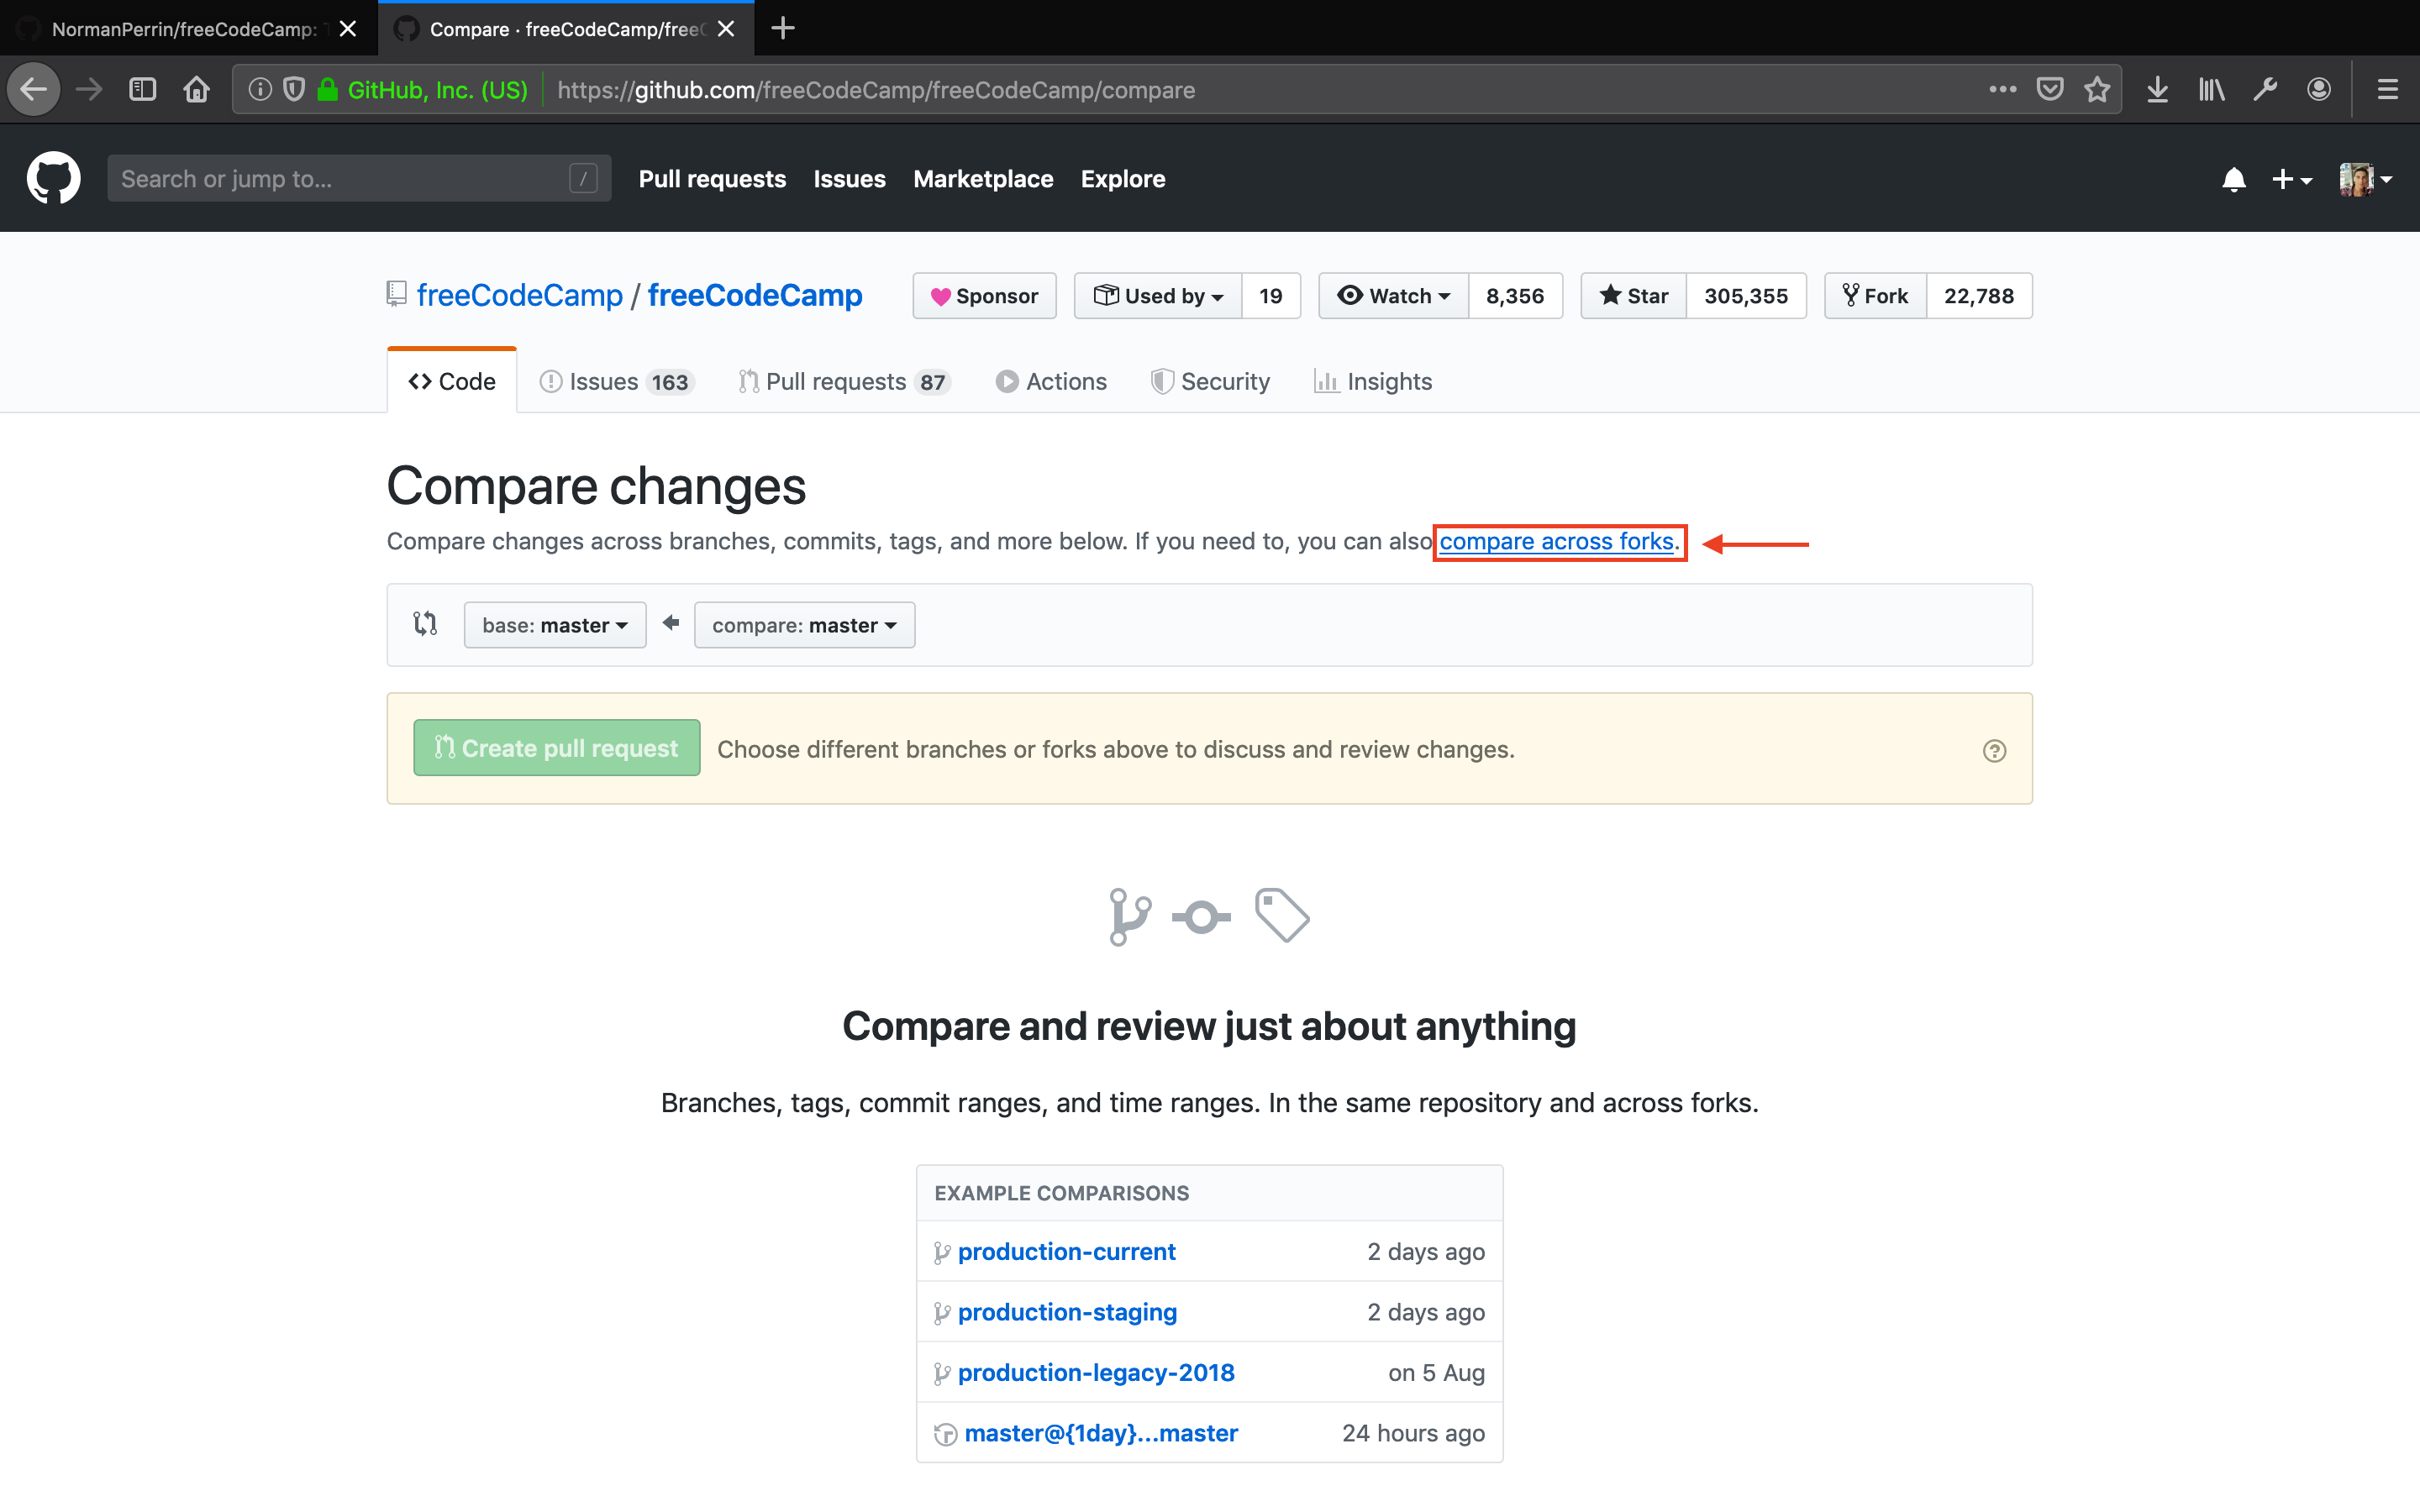 NormanPerrin/freeCodeCamp:
Compare · freeCodeCamp/free
GitHub, Inc. (US) https://github.com/freeCodeCamp/freeCodeCamp/compare
Search or jump to... / Pull requests Issues Marketplace Explore
freeCodeCamp / freeCodeCamp Sponsor Used by 19 Watch 8,356 Star 305,355 Fork 22,788
Code Issues 163 Pull requests 87 Actions Security Insights
Compare changes
Compare changes across branches, commits, tags, and more below. If you need to, you can also compare across forks.
base: master compare: master
Create pull request Choose different branches or forks above to discuss and review changes.
Compare and review just about anything
Branches, tags, commit ranges, and time ranges. In the same repository and across forks.
EXAMPLE COMPARISONS
production-current 2 days ago
production-staging 2 days ago
production-legacy-2018 on 5 Aug
master@{1day}...master 24 hours ago